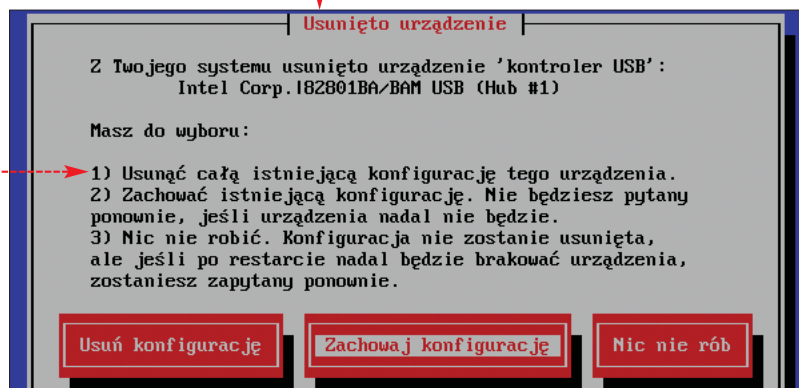 Usunięto urządzenie
Z Twojego systemu usunięto urządzenie 'kontroler USB':
Intel Corp.|82801BA/BAM USB (Hub #1)
Masz do wyboru:
1) Usunąć całą istniejącą konfigurację tego urządzenia.
2) Zachować istniejącą konfigurację. Nie będziesz pytany
ponownie, jeśli urządzenia nadal nie będzie.
3) Nic nie robić. Konfiguracja nie zostanie usunięta,
ale jeśli po restarcie nadal będzie brakować urządzenia,
zostaniesz zapytany ponownie.
Usuń konfigurację Zachowaj konfigurację Nic nie rób